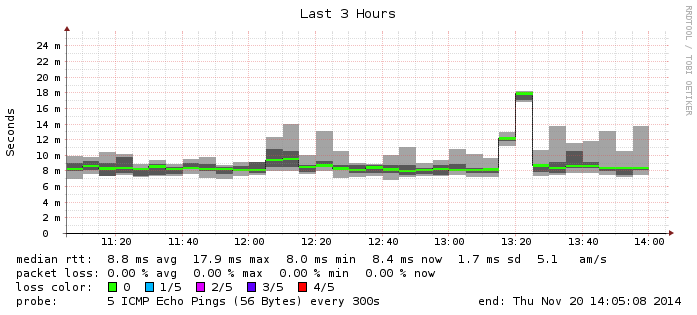 Last 3 Hours
RRDTOOL / TOBI OETIKER
Seconds
24 m
22 m
20 m
18 m
16 m
14 m
12 m
10 m
8 m
6 m
4 m
2 m
0
11:20 11:40 12:00 12:20 12:40 13:00 13:20 13:40 14:00
median rtt: 8.8 ms avg 17.9 ms max 8.0 ms min 8.4 ms now 1.7 ms sd 5.1 am/s
packet loss: 0.00 % avg 0.00 % max 0.00 % min 0.00 % now
loss color: 0 1/5 2/5 3/5 4/5
probe: 5 ICMP Echo Pings (56 Bytes) every 300s end: Thu Nov 20 14:05:08 2014